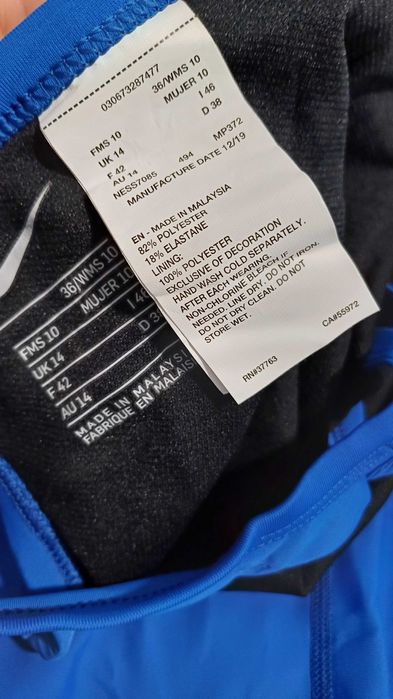 030673287477
36/WMS 10
FMS 10 MUJER 10
UK 14 I 46
F 42 D 38
AU 14
NESS7085 494 MP372
MANUFACTURE DATE 12/19
EN - MADE IN MALAYSIA
82% POLYESTER
18% ELASTANE
LINING:
100% POLYESTER
EXCLUSIVE OF DECORATION
HAND WASH COLD SEPARATELY.
AFTER EACH WEARING.
NON-CHLORINE BLEACH IF
NEEDED. LINE DRY. DO NOT IRON.
DO NOT DRY CLEAN. DO NOT
STORE WET.
RN#37763 CA#55972
36/WMS 10
FMS 10 MUJER 10
UK 14 I 46
F 42 D 3
AU 14
MADE IN MALAYSI
FABRIQUE EN MALAIS